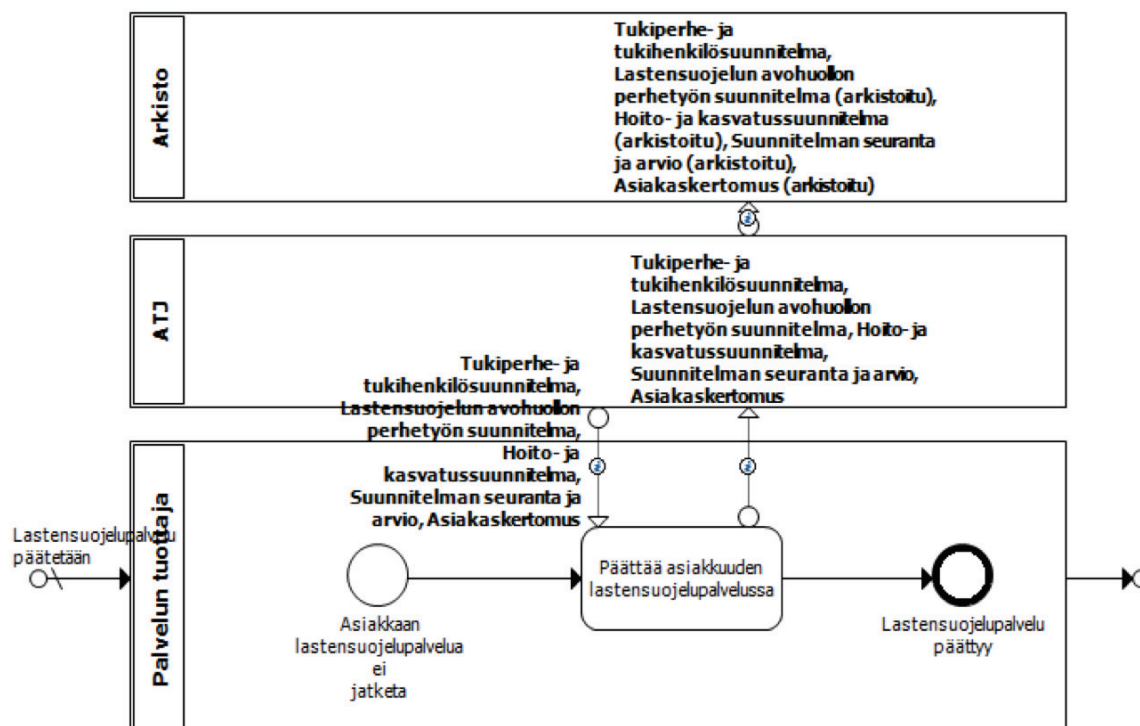 Arkisto
Tukiperhe- ja
tukihenkilösuunnitelma,
Lastensuojelun avohuollon
perhetyön suunnitelma (arkistoitu),
Hoito- ja kasvatussuunnitelma
(arkistoitu), Suunnitelman seuranta
ja arvio (arkistoitu),
Asiakaskertomus (arkistoitu)
ATJ
Tukiperhe- ja
tukihenkilösuunnitelma,
Lastensuojelun avohuollon
perhetyön suunnitelma, Hoito- ja
kasvatussuunnitelma,
Suunnitelman seuranta ja arvio,
Asiakaskertomus
Tukiperhe- ja
tukihenkilösuunnitelma,
Lastensuojelun avohuollon
perhetyön suunnitelma,
Hoito- ja
kasvatussuunnitelma,
Suunnitelman seuranta ja
arvio, Asiakaskertomus
Lastensuojelupalvelu
päätetään
Palvelun tuottaja
Asiakkaan
lastensuojelupalvelua
ei
jatketa
Päättää asiakkuuden
lastensuojelupalvelussa
Lastensuojelupalvelu
päättyy